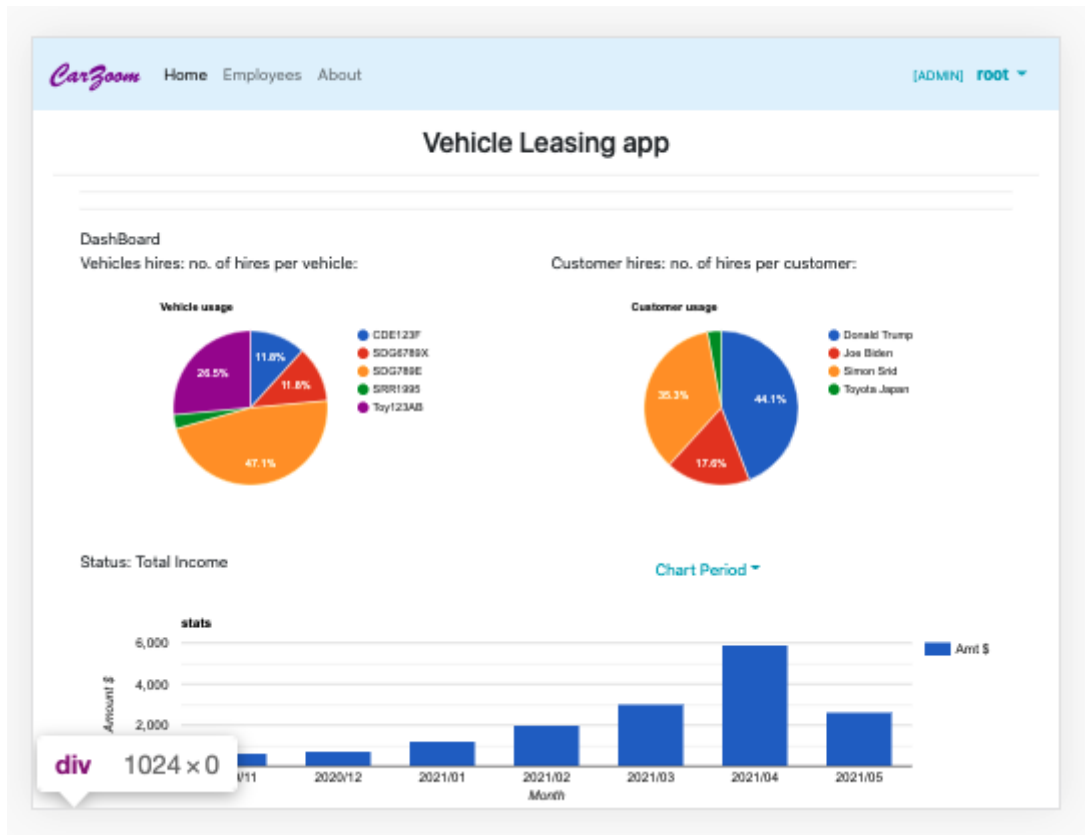 CarZoom Home Employees About [ADMIN] root
Vehicle Leasing app
DashBoard
Vehicles hires: no. of hires per vehicle:
Customer hires: no. of hires per customer:
Vehicle usage
11.8%
11.8%
47.1%
26.5%
CDE123F
SDG6789X
SDG789E
SRR1995
Toy123AB
Customer usage
44.1%
17.6%
35.3%
Donald Trump
Joe Biden
Simon Srid
Toyota Japan
Status: Total Income
Chart Period
stats
6,000
4,000
2,000
Amount $
Amt $
div 1024 × 0
/11 2020/12 2021/01 2021/02 2021/03 2021/04 2021/05
Month